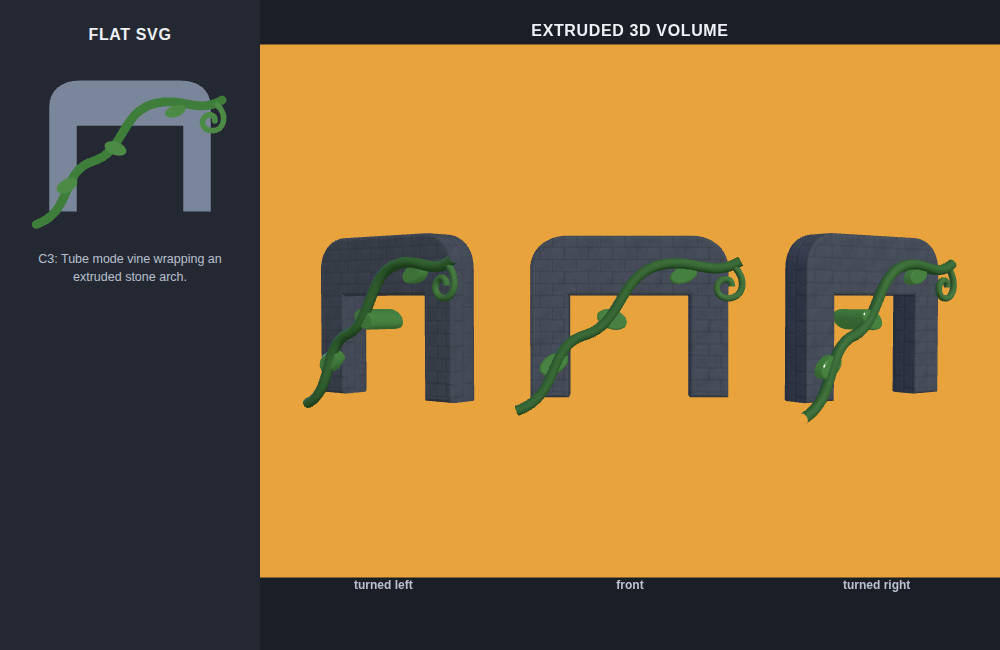 FLAT SVG
EXTRUDED 3D VOLUME
C3: Tube mode vine wrapping an
extruded stone arch.
turned left
front
turned right